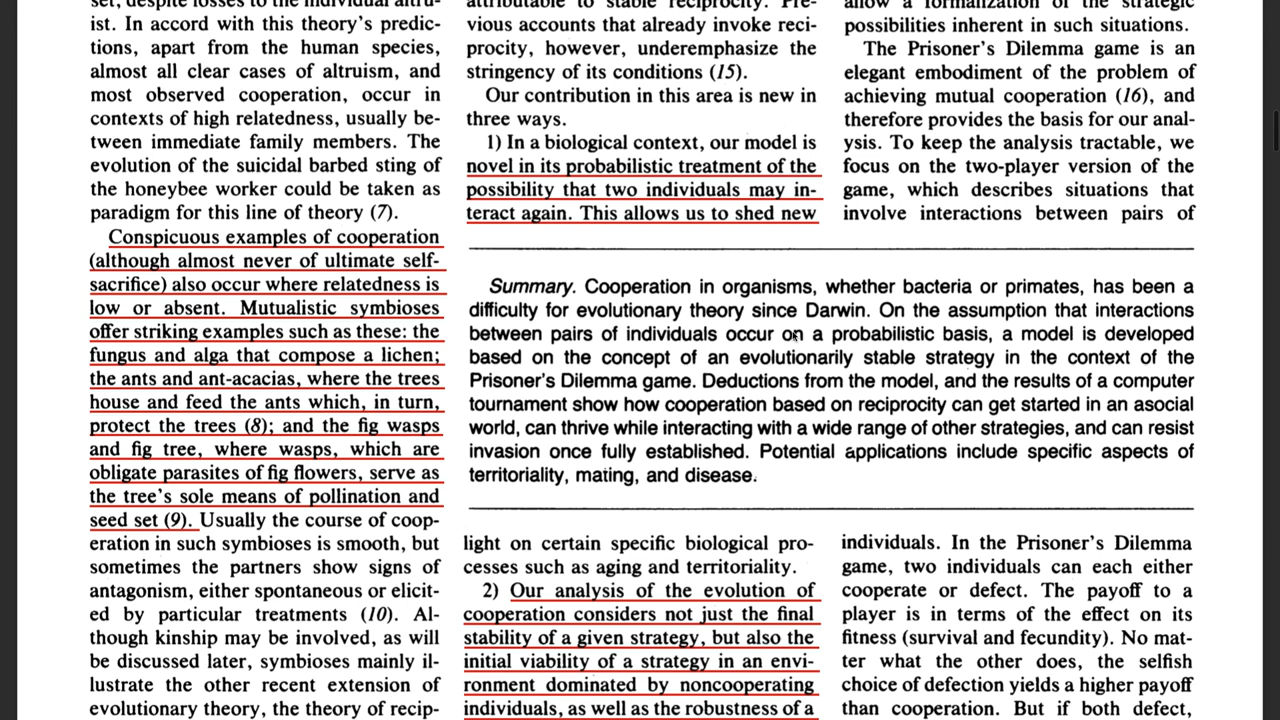 set, despite losses to the individual altru-
ist. In accord with this theory's predic-
tions, apart from the human species,
almost all clear cases of altruism, and
most observed cooperation, occur in
contexts of high relatedness, usually be-
tween immediate family members. The
evolution of the suicidal barbed sting of
the honeybee worker could be taken as
paradigm for this line of theory (7).
Conspicuous examples of cooperation
(although almost never of ultimate self-
sacrifice) also occur where relatedness is
low or absent. Mutualistic symbioses
offer striking examples such as these: the
fungus and alga that compose a lichen;
the ants and ant-acacias, where the trees
house and feed the ants which, in turn,
protect the trees (8); and the fig wasps
and fig tree, where wasps, which are
obligate parasites of fig flowers, serve as
the tree's sole means of pollination and
seed set (9). Usually the course of coop-
eration in such symbioses is smooth, but
sometimes the partners show signs of
antagonism, either spontaneous or elicit-
ed by particular treatments (10). Al-
though kinship may be involved, as will
be discussed later, symbioses mainly il-
lustrate the other recent extension of
evolutionary theory, the theory of recip-
attributable to stable reciprocity. Pre-
vious accounts that already invoke reci-
procity, however, underemphasize the
stringency of its conditions (15).
Our contribution in this area is new in
three ways.
1) In a biological context, our model is
novel in its probabilistic treatment of the
possibility that two individuals may in-
teract again. This allows us to shed new
allow a formalization of the strategic
possibilities inherent in such situations.
The Prisoner's Dilemma game is an
elegant embodiment of the problem of
achieving mutual cooperation (16), and
therefore provides the basis for our anal-
ysis. To keep the analysis tractable, we
focus on the two-player version of the
game, which describes situations that
involve interactions between pairs of
Summary. Cooperation in organisms, whether bacteria or primates, has been a
difficulty for evolutionary theory since Darwin. On the assumption that interactions
between pairs of individuals occur on a probabilistic basis, a model is developed
based on the concept of an evolutionarily stable strategy in the context of the
Prisoner's Dilemma game. Deductions from the model, and the results of a computer
tournament show how cooperation based on reciprocity can get started in an asocial
world, can thrive while interacting with a wide range of other strategies, and can resist
invasion once fully established. Potential applications include specific aspects of
territoriality, mating, and disease.
light on certain specific biological pro-
cesses such as aging and territoriality.
2) Our analysis of the evolution of
cooperation considers not just the final
stability of a given strategy, but also the
initial viability of a strategy in an envi-
ronment dominated by noncooperating
individuals, as well as the robustness of a
individuals. In the Prisoner's Dilemma
game, two individuals can each either
cooperate or defect. The payoff to a
player is in terms of the effect on its
fitness (survival and fecundity). No mat-
ter what the other does, the selfish
choice of defection yields a higher payoff
than cooperation. But if both defect,